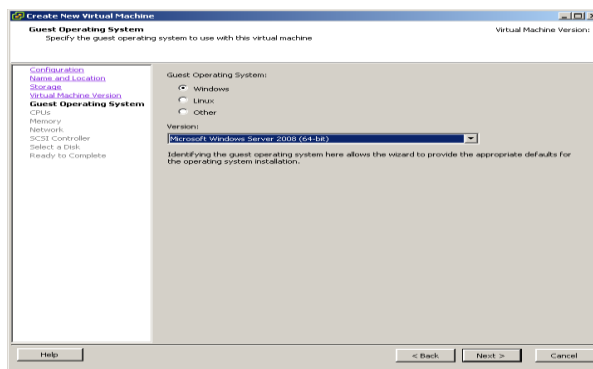 Create New Virtual Machine
Guest Operating System
Specify the guest operating system to use with this virtual machine
Virtual Machine Version:
Configuration
Name and Location
Storage
Virtual Machine Version
Guest Operating System
CPUs
Memory
Network
SCSI Controller
Select a Disk
Ready to Complete
Guest Operating System:
Windows
Linux
Other
Version:
Microsoft Windows Server 2008 (64-bit)
Identifying the guest operating system here allows the wizard to provide the appropriate defaults for
the operating system installation.
Help
< Back
Next >
Cancel